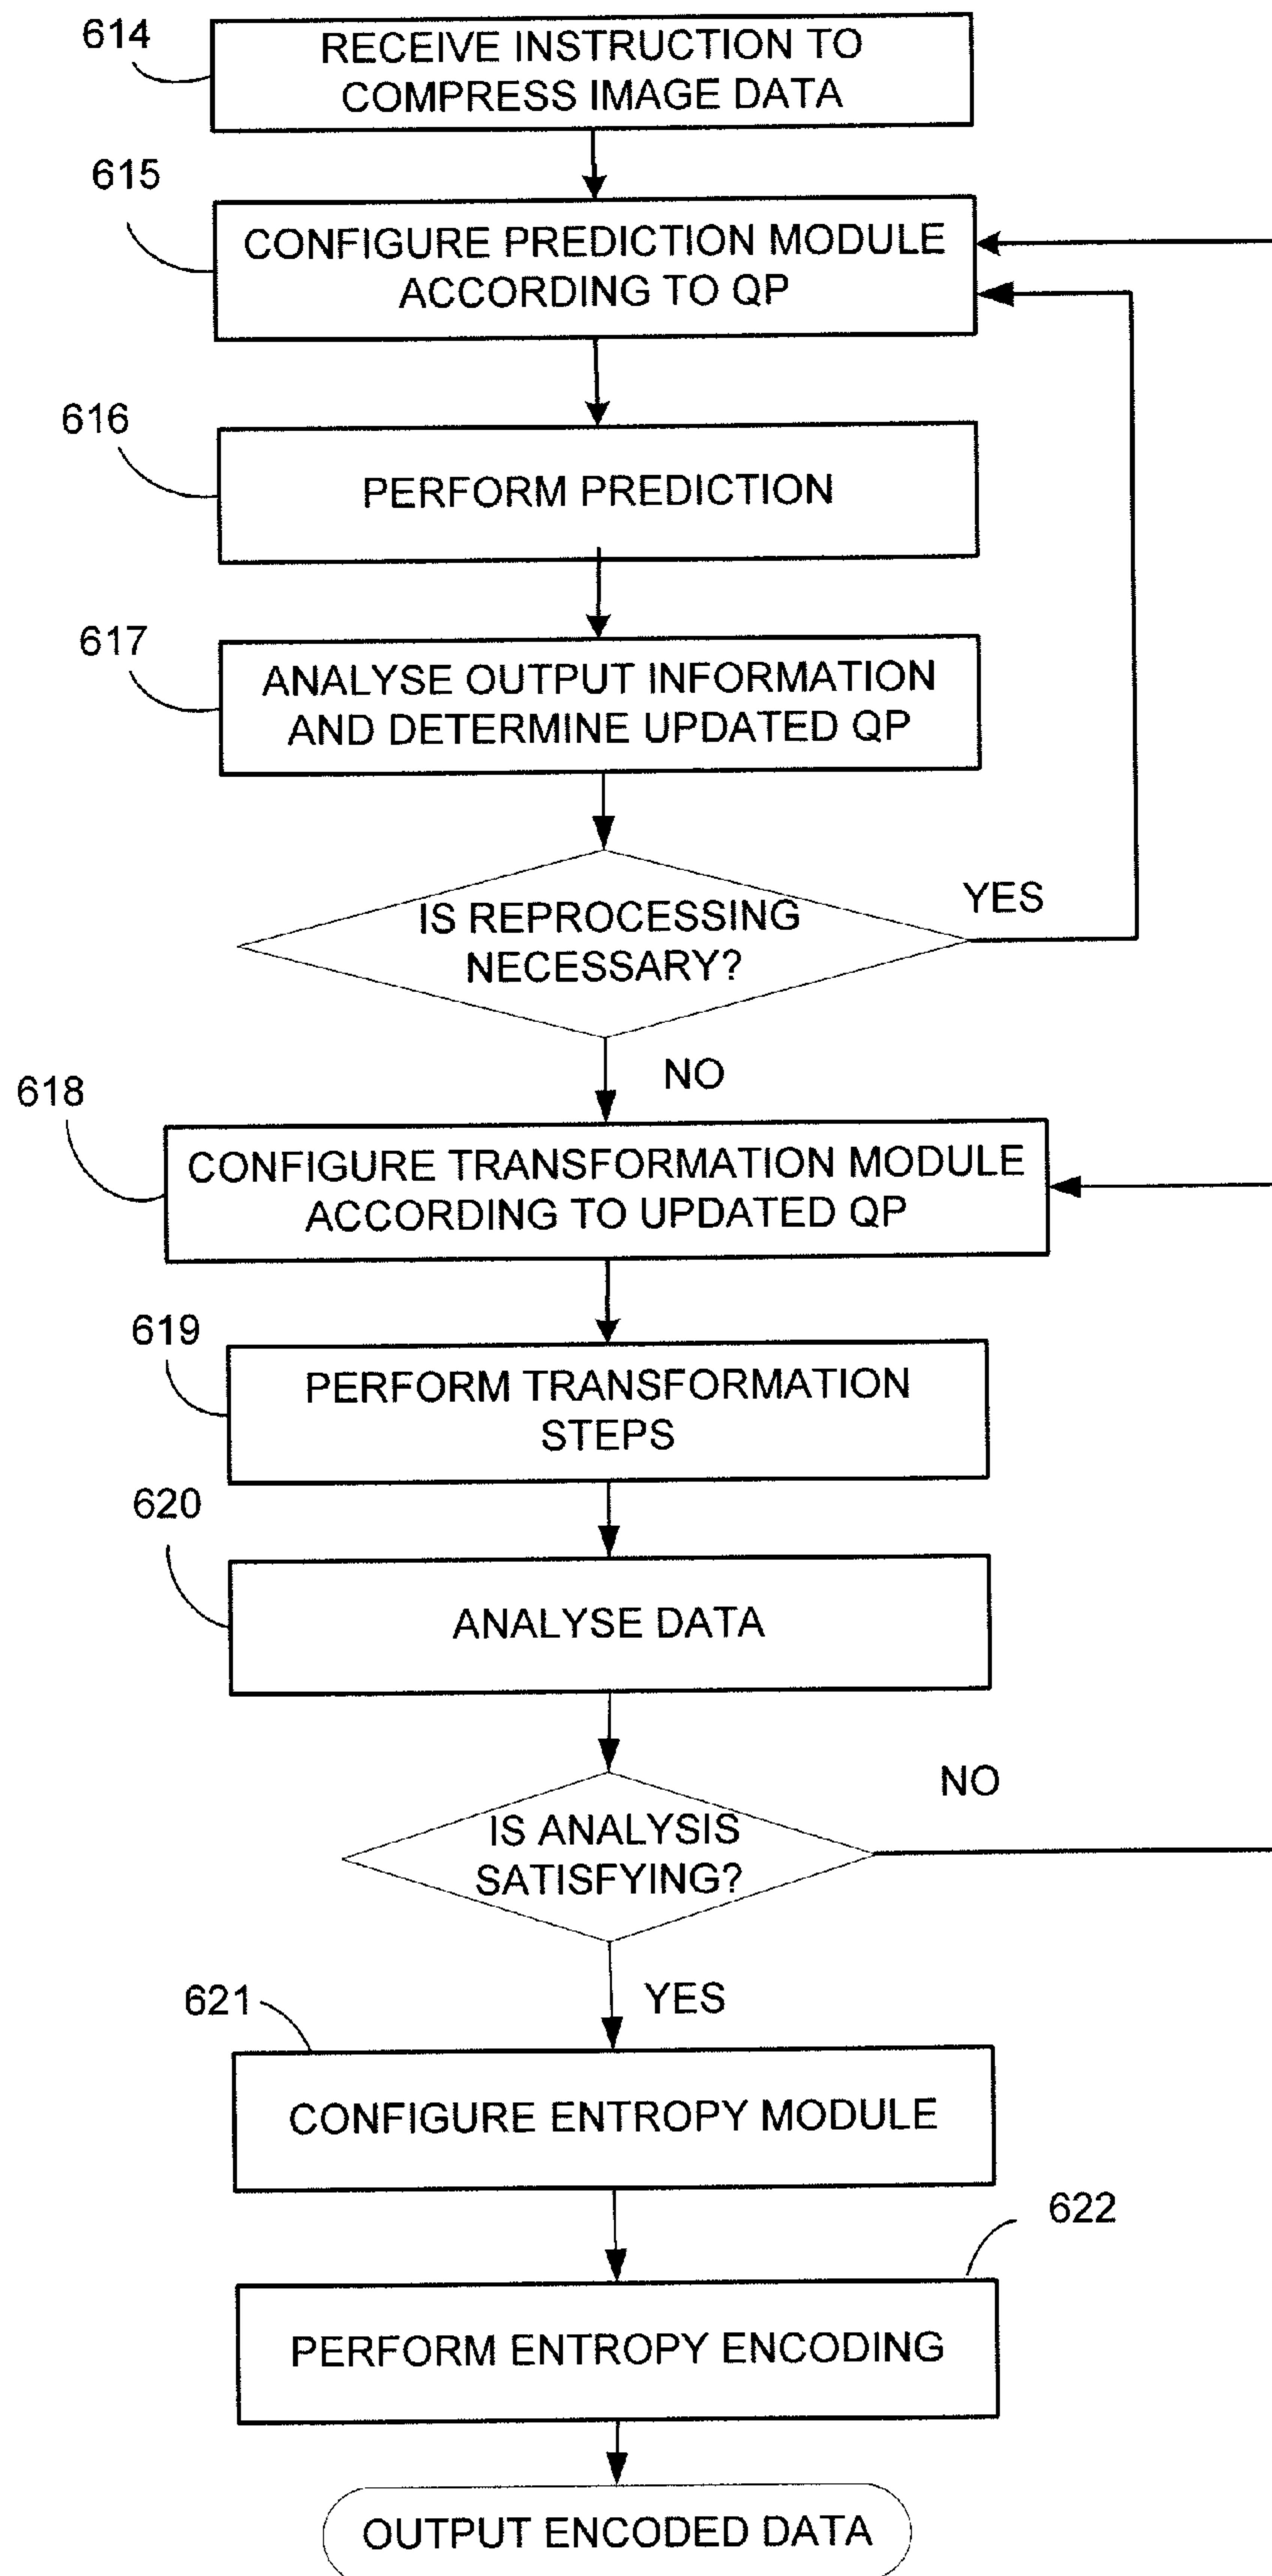 614
RECEIVE INSTRUCTION TO
COMPRESS IMAGE DATA
615
CONFIGURE PREDICTION MODULE
ACCORDING TO QP
616
PERFORM PREDICTION
617
ANALYSE OUTPUT INFORMATION
AND DETERMINE UPDATED QP
IS REPROCESSING
NECESSARY?
YES
NO
618
CONFIGURE TRANSFORMATION MODULE
ACCORDING TO UPDATED QP
619
PERFORM TRANSFORMATION
STEPS
620
ANALYSE DATA
NO
IS ANALYSIS
SATISFYING?
YES
621
CONFIGURE ENTROPY MODULE
622
PERFORM ENTROPY ENCODING
OUTPUT ENCODED DATA